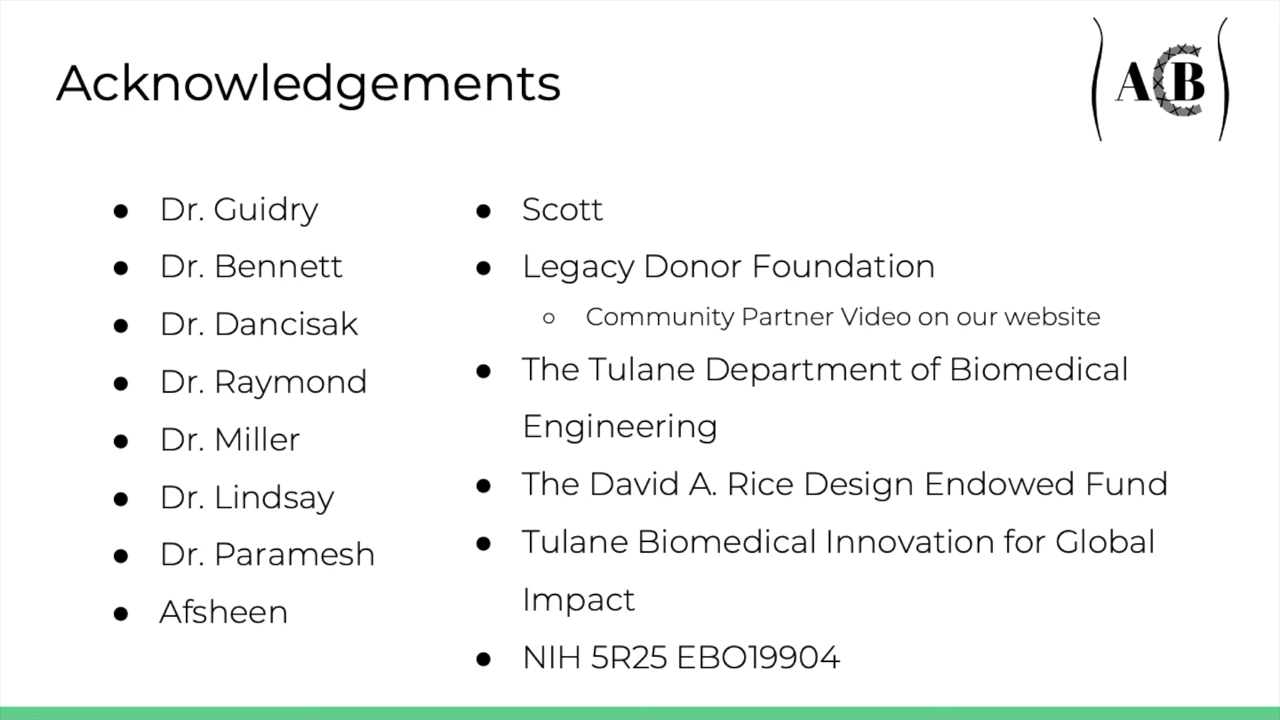 Acknowledgements
ACB
● Dr. Guidry
● Dr. Bennett
● Dr. Dancisak
● Dr. Raymond
● Dr. Miller
● Dr. Lindsay
● Dr. Paramesh
● Afsheen
● Scott
● Legacy Donor Foundation
○ Community Partner Video on our website
● The Tulane Department of Biomedical
Engineering
● The David A. Rice Design Endowed Fund
● Tulane Biomedical Innovation for Global
Impact
● NIH 5R25 EBO19904